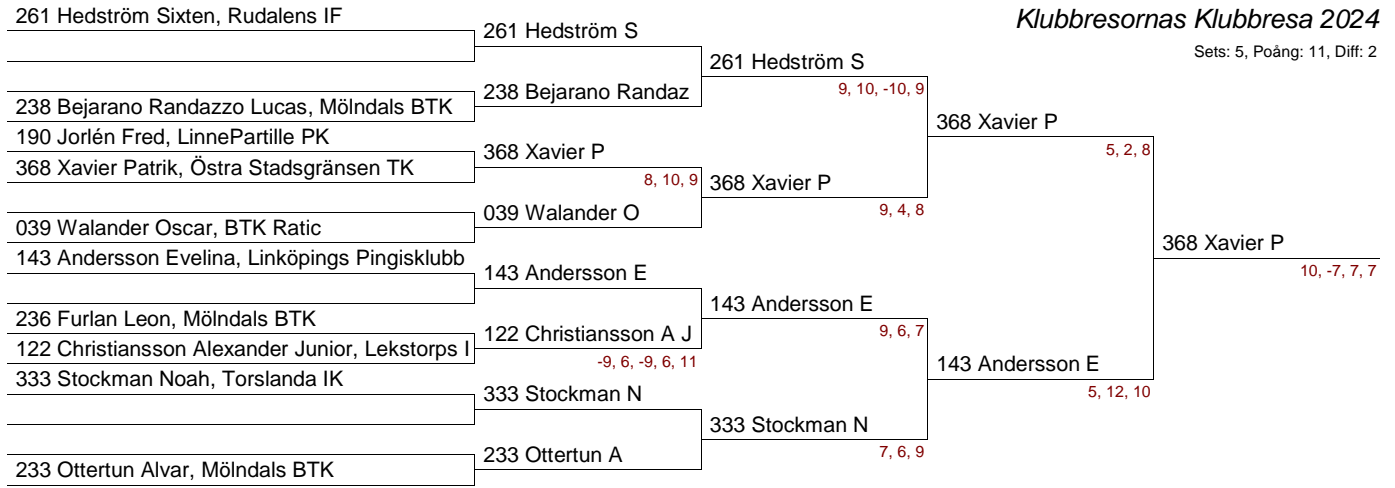 261 Hedström Sixten, Rudalens IF
Klubbresornas Klubbresa 2024
261 Hedström S
Sets: 5, Poång: 11, Diff: 2
261 Hedström S
9, 10, -10, 9
238 Bejarano Randaz
238 Bejarano Randazzo Lucas, Mölndals BTK
368 Xavier P
5, 2, 8
190 Jorlén Fred, LinnePartille PK
368 Xavier P
8, 10, 9
368 Xavier Patrik, Östra Stadsgränsen TK
368 Xavier P
9, 4, 8
039 Walander O
039 Walander Oscar, BTK Ratic
368 Xavier P
10, -7, 7, 7
143 Andersson Evelina, Linköpings Pingisklubb
143 Andersson E
143 Andersson E
9, 6, 7
236 Furlan Leon, Mölndals BTK
122 Christiansson A J
-9, 6, -9, 6, 11
122 Christiansson Alexander Junior, Lekstorps I
143 Andersson E
5, 12, 10
333 Stockman Noah, Torslanda IK
333 Stockman N
333 Stockman N
7, 6, 9
233 Ottertun A
233 Ottertun Alvar, Mölndals BTK